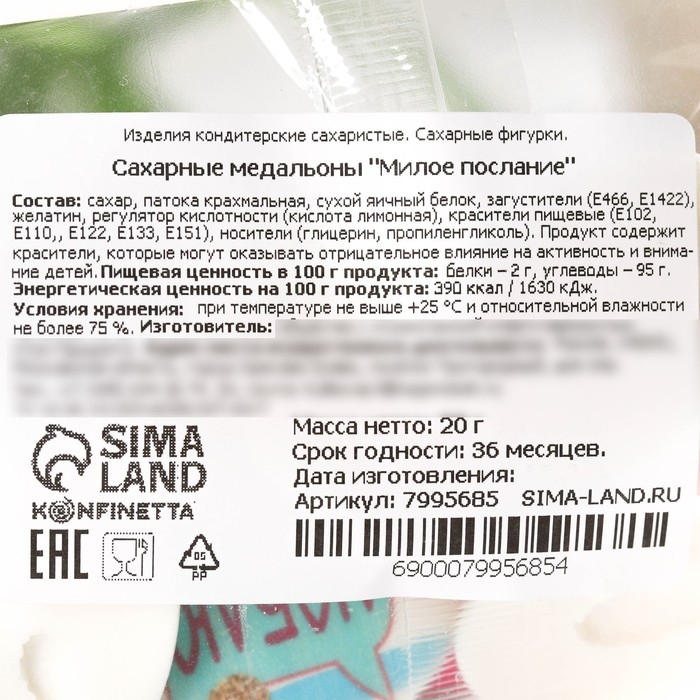 Изделия кондитерские сахаристые. Сахарные фигурки.
Сахарные медальоны "Милое послание"
Состав: сахар, патока крахмальная, сухой яичный белок, загустители (Е466, Е1422),
желатин, регулятор кислотности (кислота лимонная), красители пищевые (Е102,
Е110,, Е122, Е133, Е151), носители (глицерин, пропиленгликоль). Продукт содержит
красители, которые могут оказывать отрицательное влияние на активность и внима-
ние детей. Пищевая ценность в 100 г продукта: белки – 2 г, углеводы – 95 г.
Энергетическая ценность на 100 г продукта: 390 ккал / 1630 кДж.
Условия хранения: при температуре не выше +25 °С и относительной влажности
не более 75 %. Изготовитель:
Масса нетто: 20 г
Срок годности: 36 месяцев.
Дата изготовления:
Артикул: 7995685 SIMA-LAND.RU
6900079956854
SIMA
LAND
KONFINETTA
EAC
05
PP